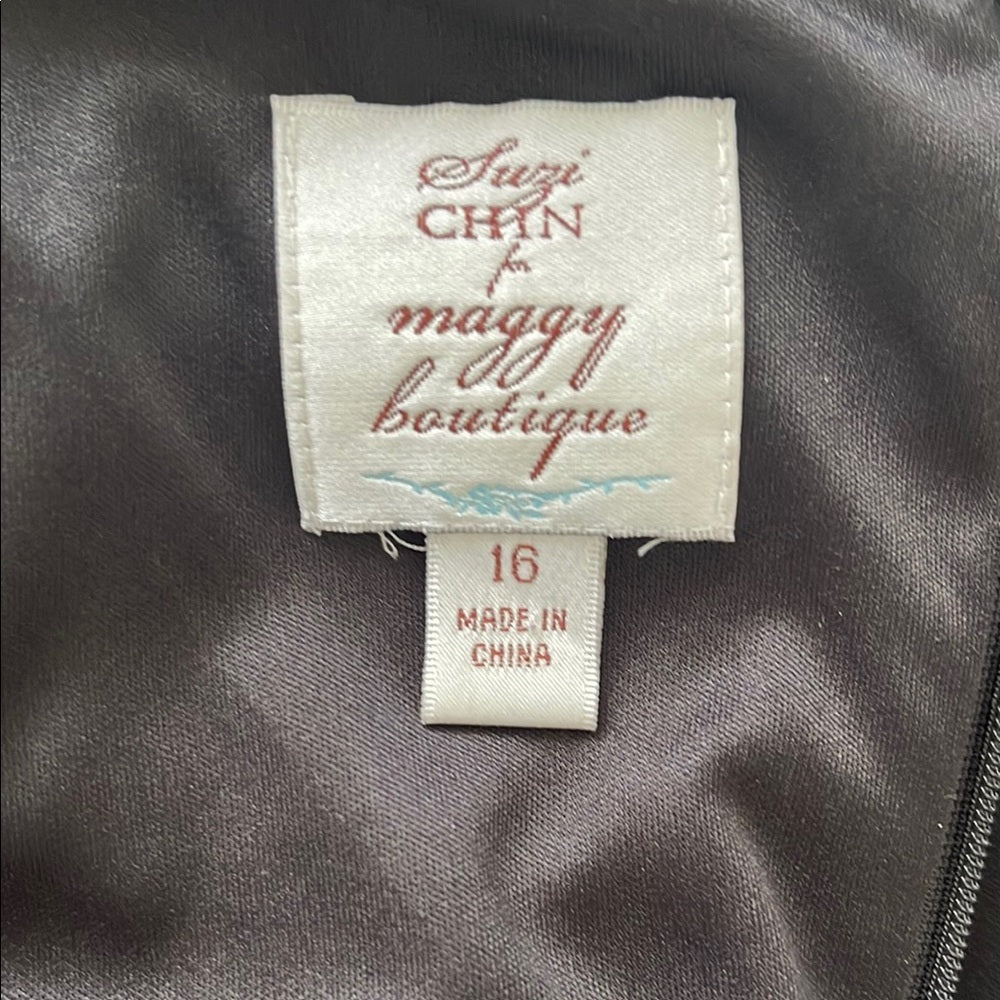 Suzi
CHIN
for
maggy
boutique
16
MADE IN
CHINA